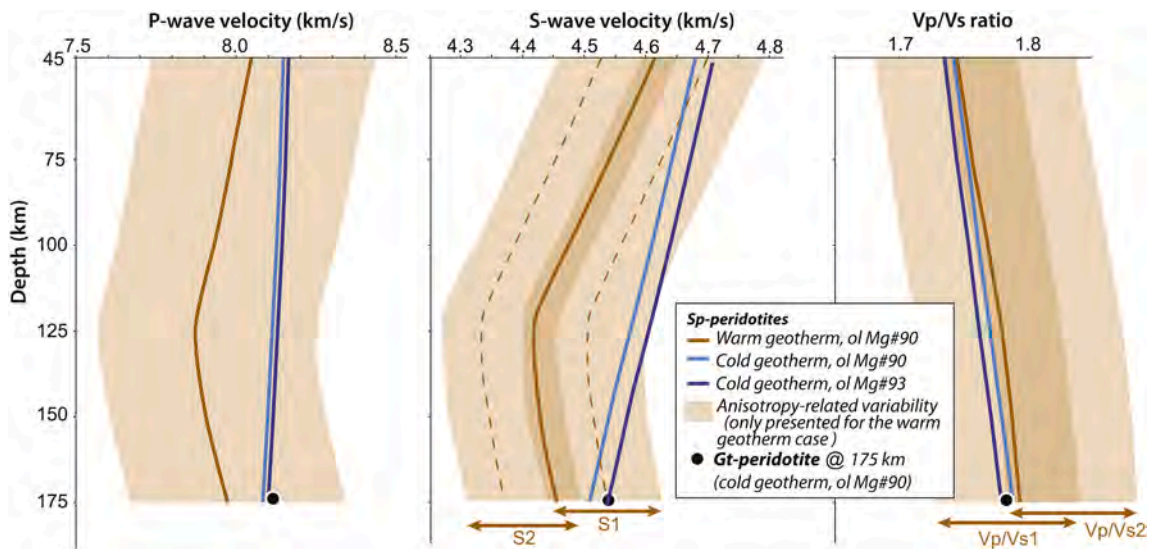 P-wave velocity (km/s)
S-wave velocity (km/s)
Vp/Vs ratio
7.5 8.0 8.5
4.3 4.4 4.5 4.6 4.7 4.8
1.7 1.8
Depth (km)
45
75
100
125
150
175
Sp-peridotites
Warm geotherm, ol Mg#90
Cold geotherm, ol Mg#90
Cold geotherm, ol Mg#93
Anisotropy-related variability
(only presented for the warm
geotherm case )
Gt-peridotite @ 175 km
(cold geotherm, ol Mg#90)
S1
S2
Vp/Vs1
Vp/Vs2